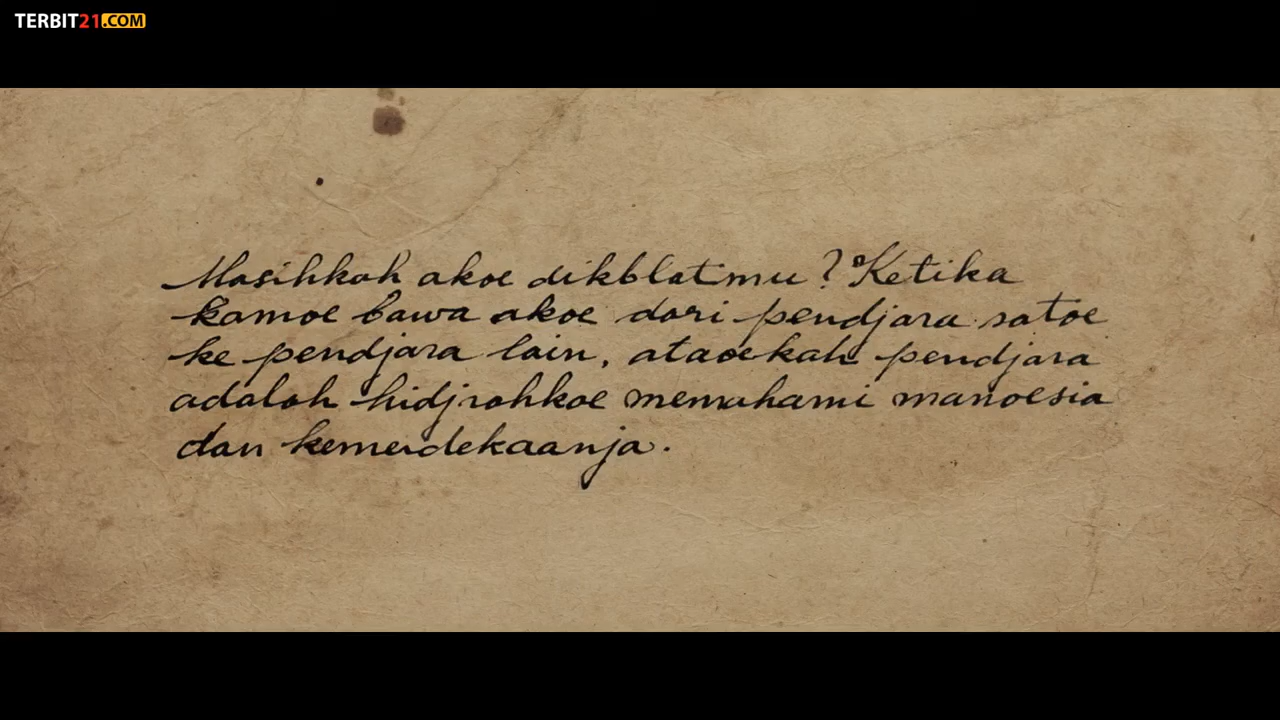 TERBIT21.COM
Masihkah akoe dikblatmu? Ketika
kamoe bawa akoe dari pendjara satoe
ke pendjara lain, ataoekah pendjara
adalah hidjrahkoe memahami manoesia
dan kemerdekaanja.